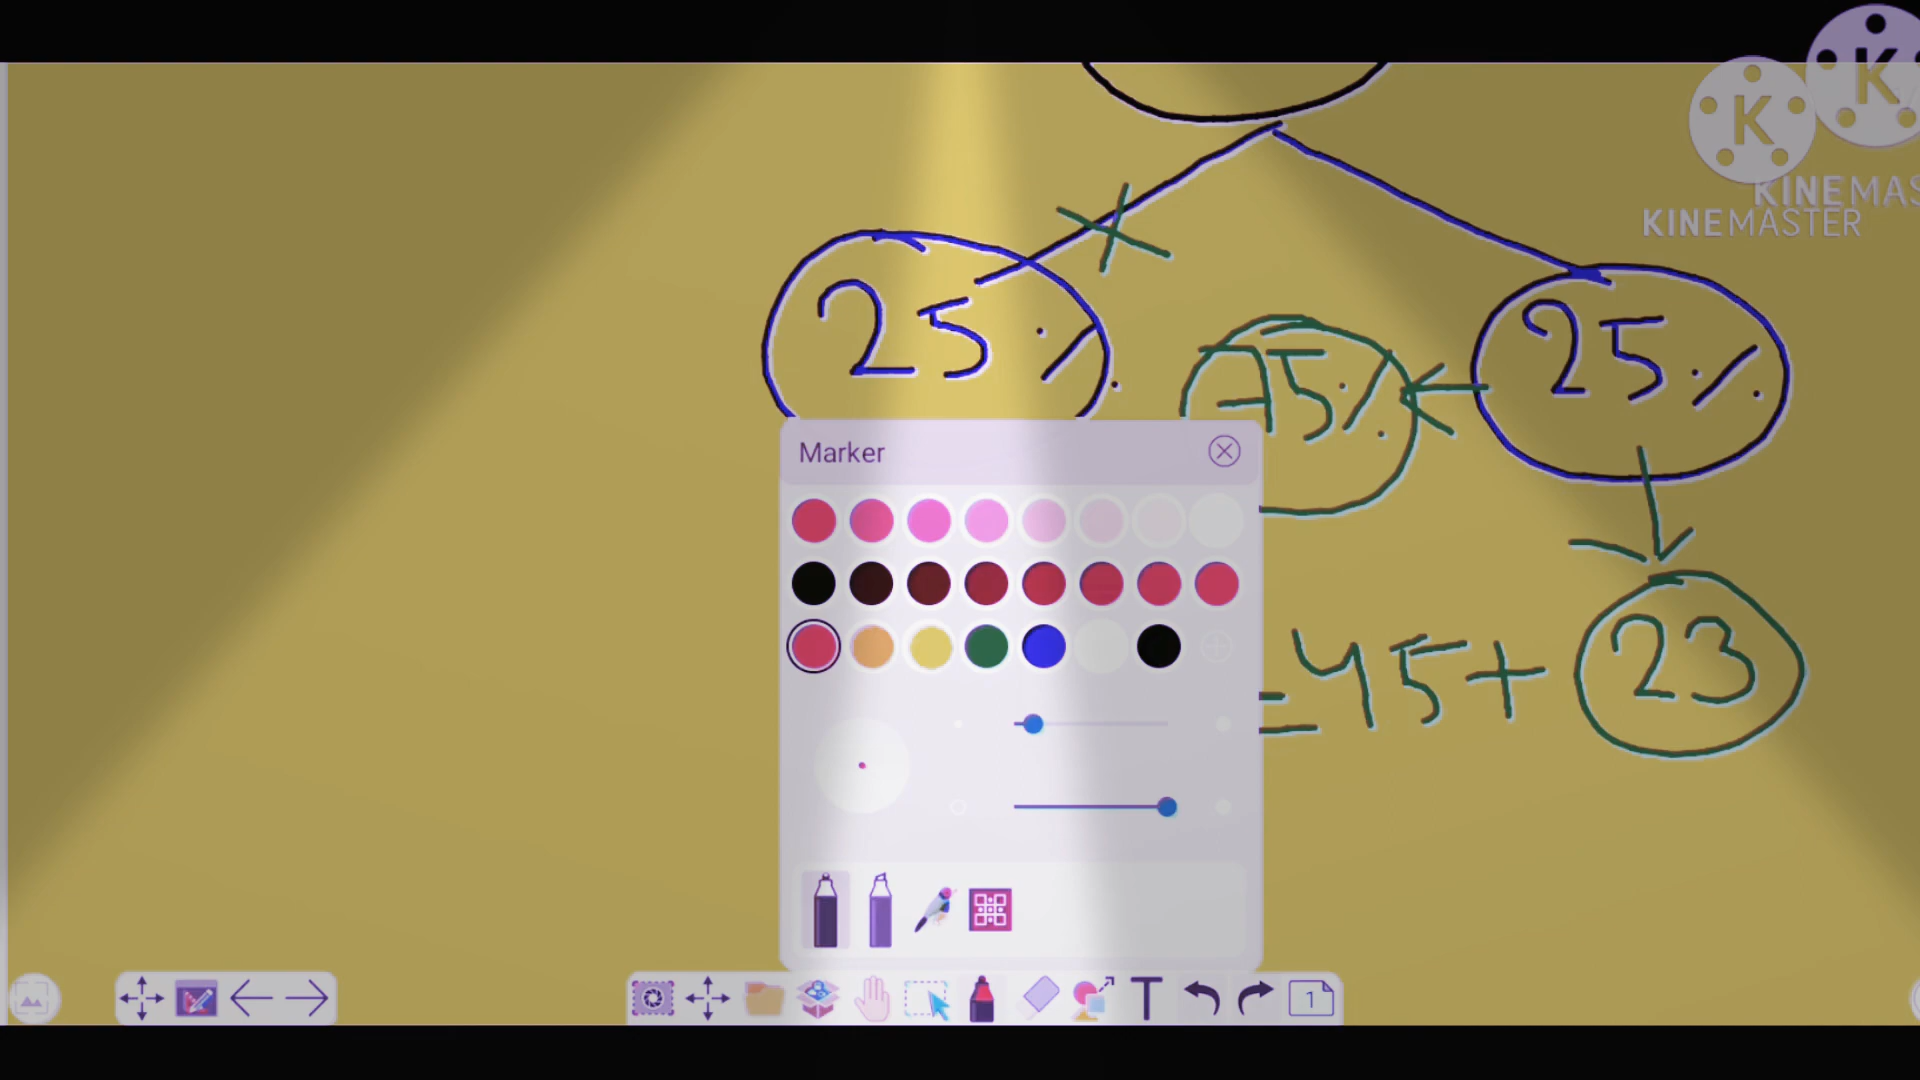 KINEMAS
KINEMASTER
25%
75%
25%
Marker
= 45 + 23
T
1